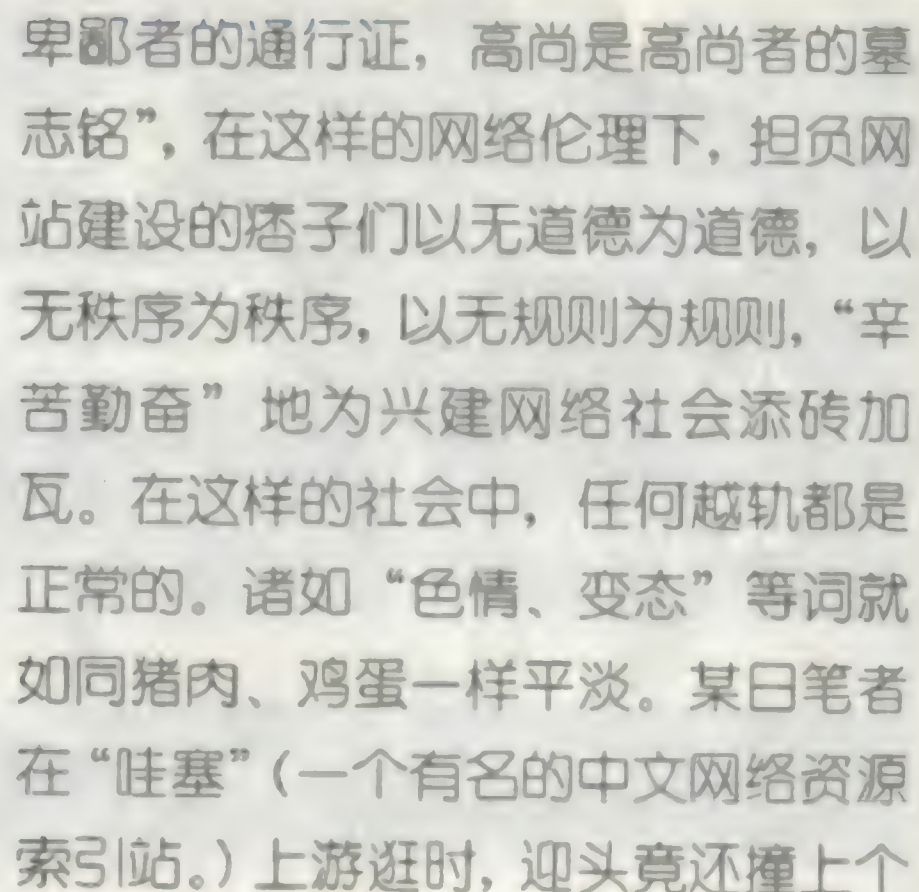 卑鄙者的通行证，高尚是高尚者的墓
志铭”，在这样的网络伦理下，担负网
站建设的痞子们以无道德为道德，以
无秩序为秩序，以无规则为规则，“辛
苦勤奋”地为兴建网络社会添砖加
瓦。在这样的社会中，任何越轨都是
正常的。诸如“色情、变态”等词就
如同猪肉、鸡蛋一样平淡。某日笔者
在“哇塞”(一个有名的中文网络资源
索引站。)上游逛时，迎头竟还撞上个